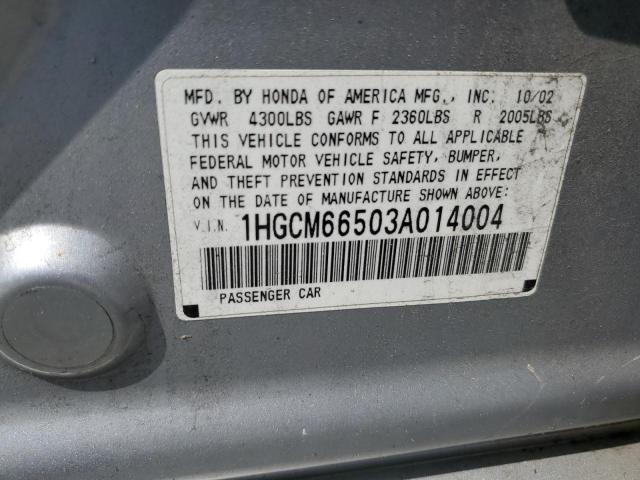 MFD. BY HONDA OF AMERICA MFG., INC. 10/02
GVWR 4300LBS GAWR F 2360LBS R 2005LBS
THIS VEHICLE CONFORMS TO ALL APPLICABLE
FEDERAL MOTOR VEHICLE SAFETY, BUMPER,
AND THEFT PREVENTION STANDARDS IN EFFECT
ON THE DATE OF MANUFACTURE SHOWN ABOVE:
V.I.N. 1HGCM66503A014004
PASSENGER CAR